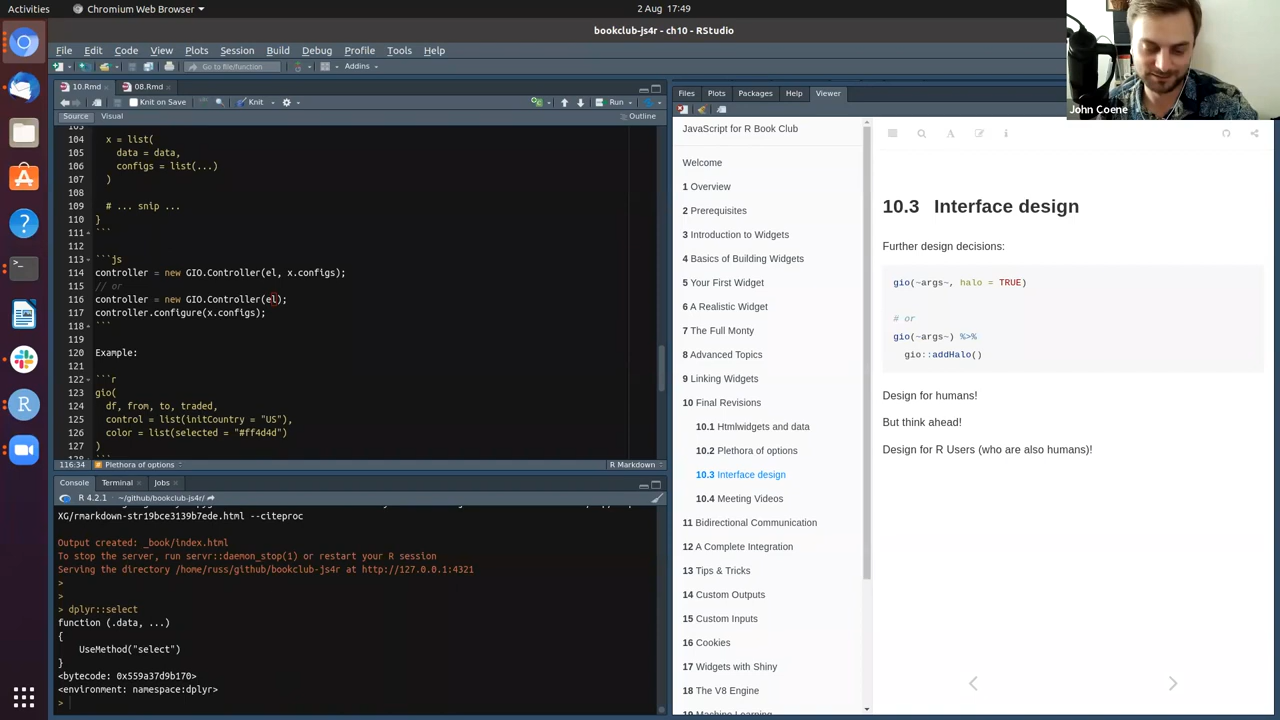 Activities
Chromium Web Browser
2 Aug 17:49
bookclub-js4r - ch10 - RStudio
File Edit Code View Plots Session Build Debug Profile Tools Help
Go to file/function
Addins
10.Rmd
08.Rmd
Knit on Save
Knit
Run
Source
Visual
Outline
104 x = list(
105 data = data,
106 configs = list(...)
107 )
108
109 # ... snip ...
110 }
111 ```
112
113 ```js
114 controller = new GIO.Controller(el, x.configs);
115 // or
116 controller = new GIO.Controller(el);
117 controller.configure(x.configs);
118 ```
119
120 Example:
121
122 ```r
123 gio(
124 df, from, to, traded,
125 control = list(initCountry = "US"),
126 color = list(selected = "#ff4d4d")
127 )
116:34
Plethora of options
R Markdown
Console
Terminal
Jobs
R 4.2.1 · ~/github/bookclub-js4r/
XG/rmarkdown-str19bce3139b7ede.html --citeproc
Output created: _book/index.html
To stop the server, run servr::daemon_stop(1) or restart your R session
Serving the directory /home/russ/github/bookclub-js4r at http://127.0.0.1:4321
>
>
> dplyr::select
function (.data, ...)
{
UseMethod("select")
}
<bytecode: 0x559a37d9b170>
<environment: namespace:dplyr>
>
Files
Plots
Packages
Help
Viewer
JavaScript for R Book Club
Welcome
1 Overview
2 Prerequisites
3 Introduction to Widgets
4 Basics of Building Widgets
5 Your First Widget
6 A Realistic Widget
7 The Full Monty
8 Advanced Topics
9 Linking Widgets
10 Final Revisions
10.1 Htmlwidgets and data
10.2 Plethora of options
10.3 Interface design
10.4 Meeting Videos
11 Bidirectional Communication
12 A Complete Integration
13 Tips & Tricks
14 Custom Outputs
15 Custom Inputs
16 Cookies
17 Widgets with Shiny
18 The V8 Engine
19 Machine Learning
10.3 Interface design
Further design decisions:
gio(~args~, halo = TRUE)
# or
gio(~args~) %>%
gio::addHalo()
Design for humans!
But think ahead!
Design for R Users (who are also humans)!
John Coene